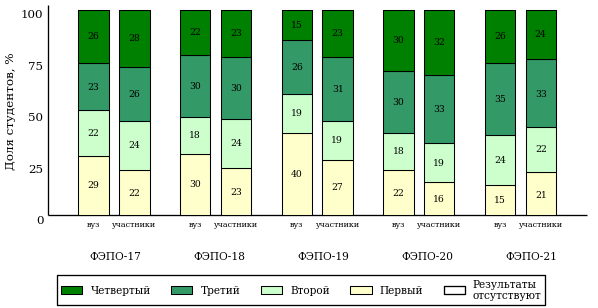 Доля студентов, %
100
75
50
25
0
26 28 22 23 15 23 30 32 26 24
23 26 30 30 26 31 30 33 35 33
22 24 18 24 19 19 18 19 24 22
29 22 30 23 40 27 22 16 15 21
вуз участники вуз участники вуз участники вуз участники вуз участники
ФЭПО-17 ФЭПО-18 ФЭПО-19 ФЭПО-20 ФЭПО-21
Четвертый Третий Второй Первый Результаты
отсутствуют